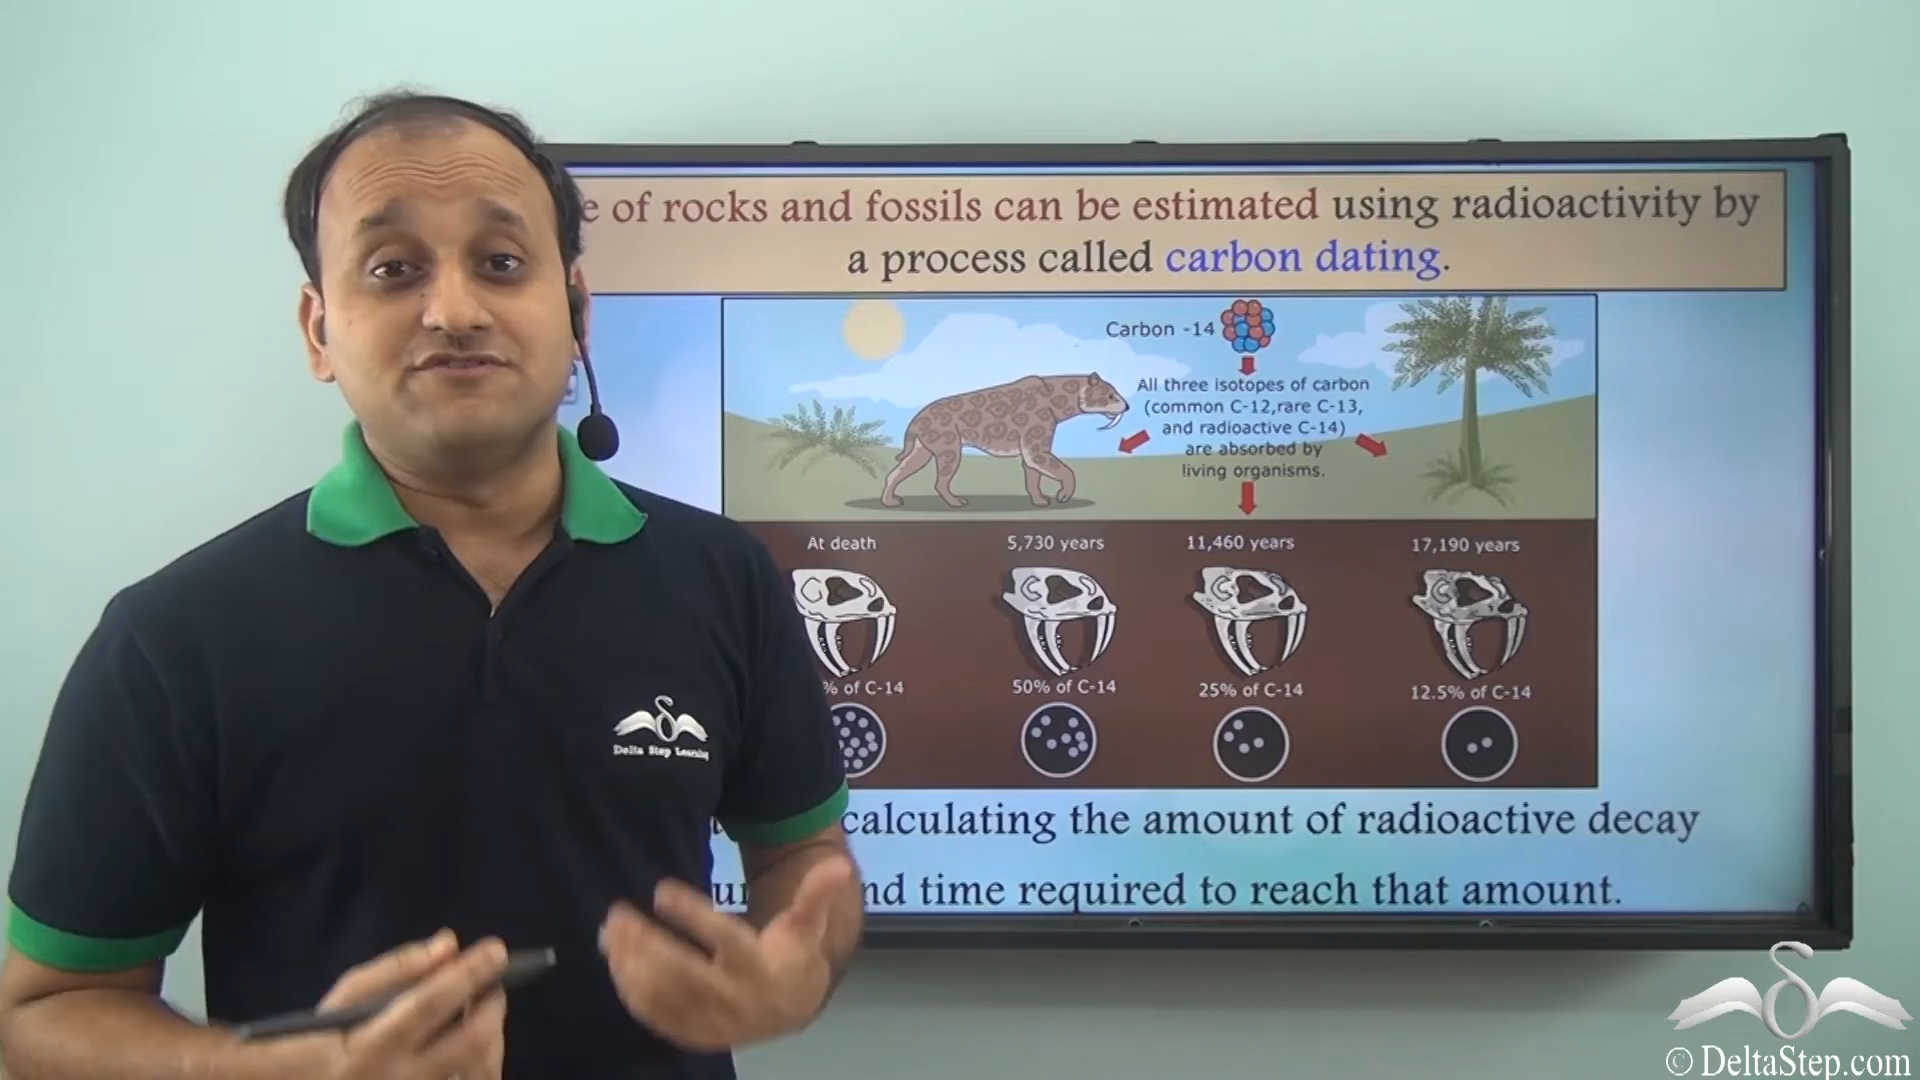 e of rocks and fossils can be estimated using radioactivity by
a process called carbon dating.
Carbon -14
All three isotopes of carbon
(common C-12,rare C-13,
and radioactive C-14)
are absorbed by
living organisms.
At death 5,730 years 11,460 years 17,190 years
% of C-14 50% of C-14 25% of C-14 12.5% of C-14
calculating the amount of radioactive decay
nd time required to reach that amount.
Delta Step Learning
© DeltaStep.com